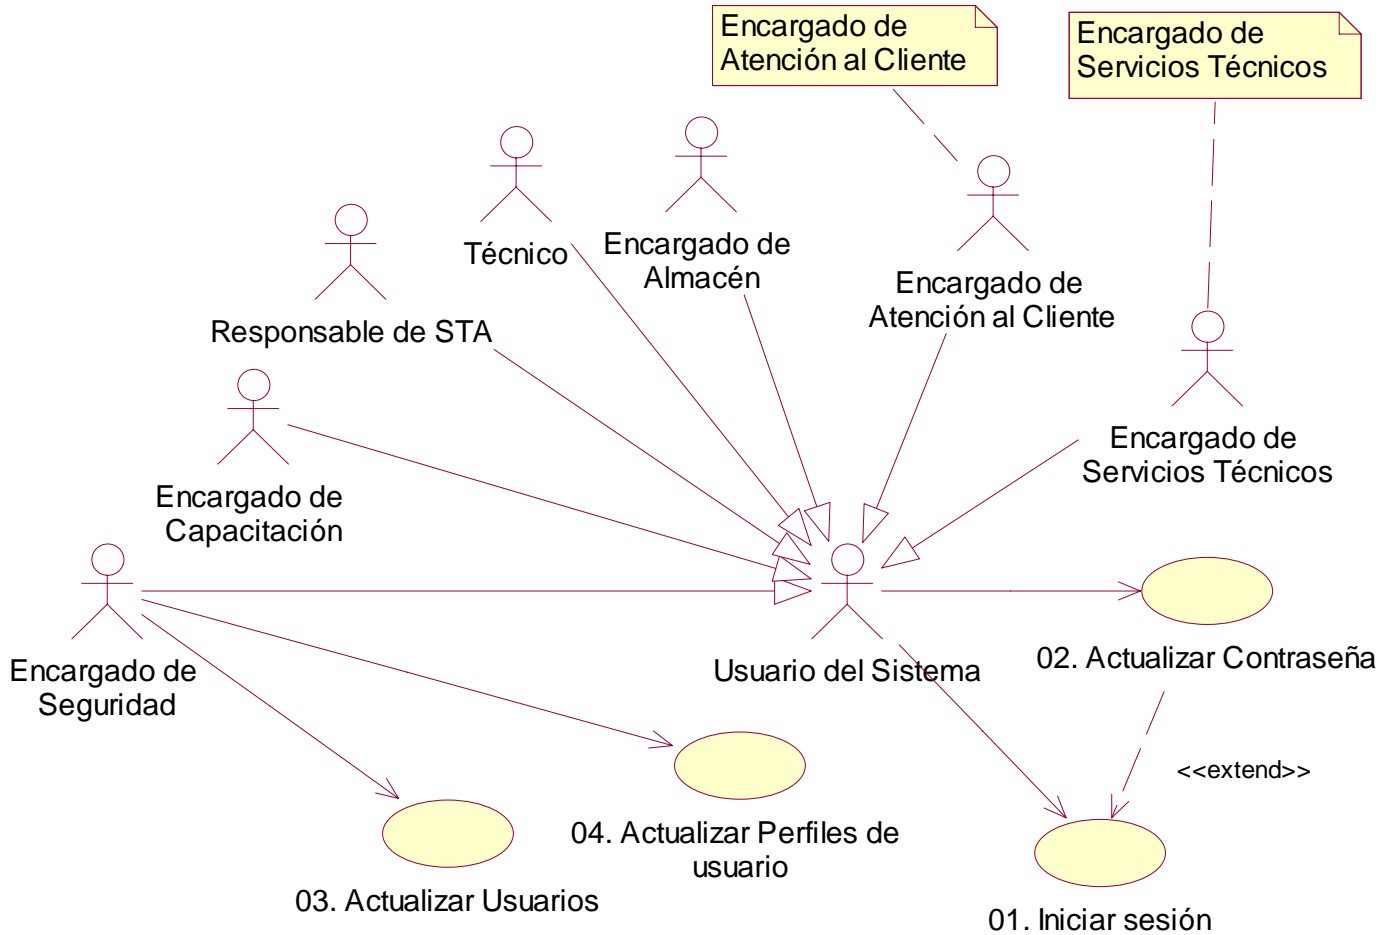 Encargado de
Atención al Cliente
Encargado de
Servicios Técnicos
Técnico
Encargado de
Almacén
Encargado de
Atención al Cliente
Responsable de STA
Encargado de
Servicios Técnicos
Encargado de
Capacitación
Encargado de
Seguridad
Usuario del Sistema
02. Actualizar Contraseña
<<extend>>
04. Actualizar Perfiles de
usuario
03. Actualizar Usuarios
01. Iniciar sesión